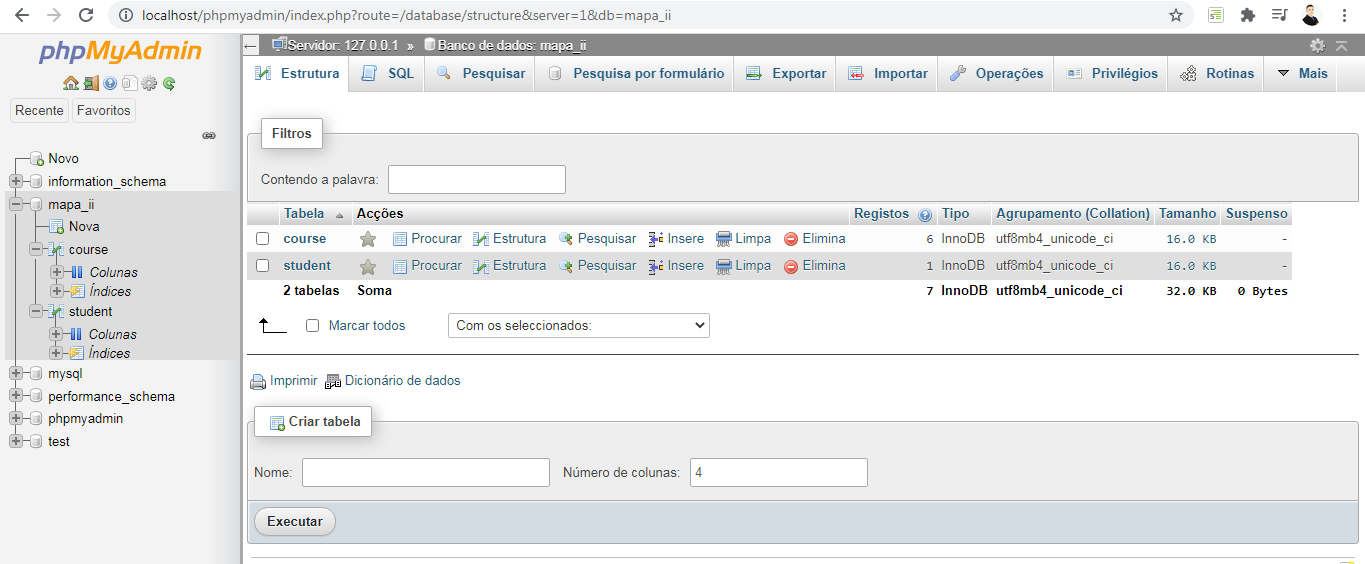 localhost/phpmyadmin/index.php?route=/database/structure&server=1&db=mapa_ii
phpMyAdmin
Recente Favoritos
Novo
information_schema
mapa_ii
Nova
course
Colunas
Índices
student
Colunas
Índices
mysql
performance_schema
phpmyadmin
test
Servidor: 127.0.0.1 » Banco de dados: mapa_ii
Estrutura SQL Pesquisar Pesquisa por formulário Exportar Importar Operações Privilégios Rotinas Mais
Filtros
Contendo a palavra:
Tabela Acções Registos Tipo Agrupamento (Collation) Tamanho Suspenso
course Procurar Estrutura Pesquisar Insere Limpa Elimina 6 InnoDB utf8mb4_unicode_ci 16.0 KB -
student Procurar Estrutura Pesquisar Insere Limpa Elimina 1 InnoDB utf8mb4_unicode_ci 16.0 KB -
2 tabelas Soma 7 InnoDB utf8mb4_unicode_ci 32.0 KB 0 Bytes
Marcar todos Com os seleccionados:
Imprimir Dicionário de dados
Criar tabela
Nome: Número de colunas: 4
Executar